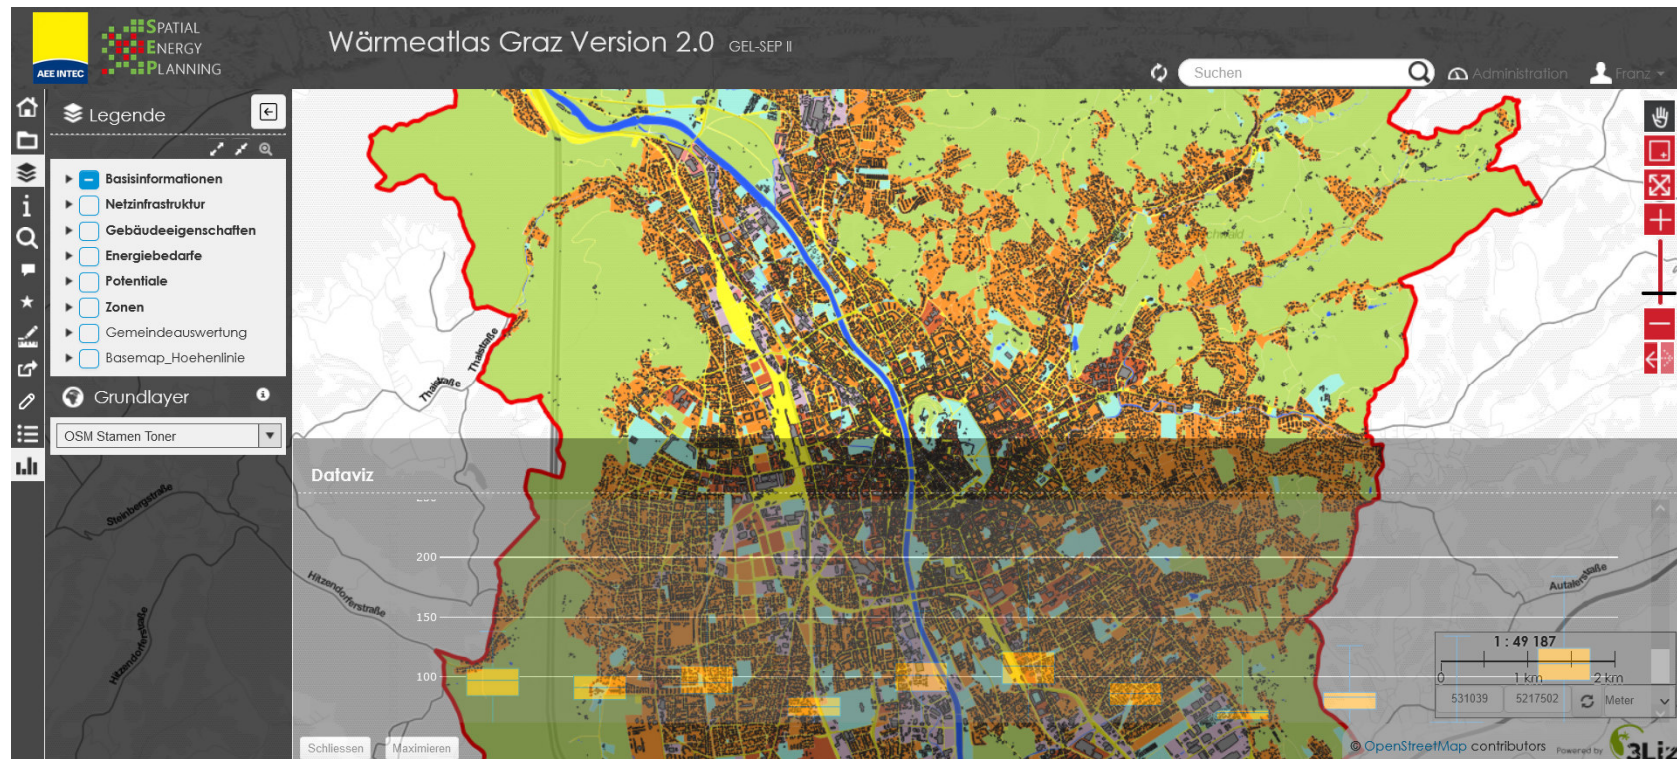 AEE INTEC
SPATIAL
ENERGY
PLANNING
Wärmeatlas Graz Version 2.0 GEL-SEP II
Suchen
Administration
Franz
Legende
Basisinformationen
Netzinfrastruktur
Gebäudeeigenschaften
Energiebedarfe
Potentiale
Zonen
Gemeindeauswertung
Basemap_Hoehenlinie
Grundlayer
OSM Stamen Toner
Thalstraße
Thalstraße
Steinbergstraße
Hitzendorferstraße
Hitzendorferstraße
Autalerstraße
Dataviz
200
150
100
1 : 49 187
0 1 km 2 km
531039 5217502 Meter
Schliessen Maximieren
© OpenStreetMap contributors Powered by 3Liz